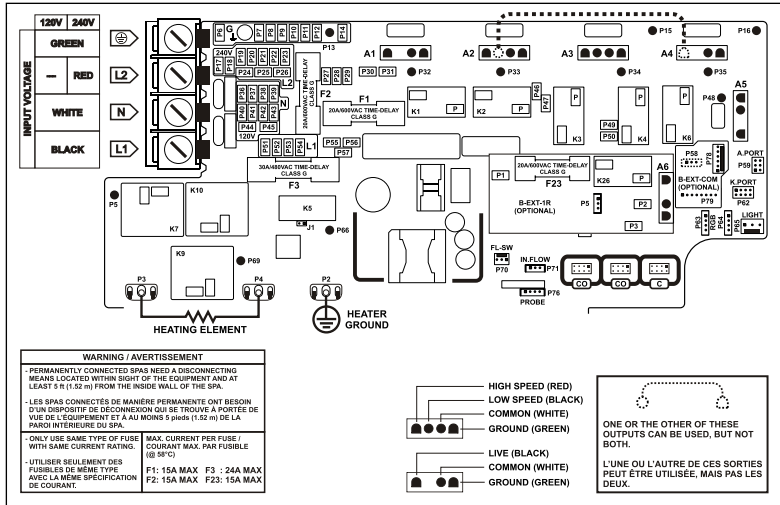 120V 240V
INPUT VOLTAGE
GREEN
— RED
WHITE
BLACK
L2
N
L1
P6 G P7 P8 P9 P10 P11 P12 P14
P13
240V
P17 P18 P19 P20 P21 P22 P23
P24 P25 P26
L2
P36 P37 P38 P39
N
P40 P41 P42 P43
P44 P45
120V
P51 P52 P53 P54
L1
20A/600VAC TIME-DELAY
CLASS G
F2
P27 P28 P29
P30 P31
F1
20A/600VAC TIME-DELAY
CLASS G
P55 P56
P57
30A/480VAC TIME-DELAY
CLASS G
F3
A1
P32
A2
P33
A3
P34
A4
P35
P15
P16
A5
K1 P
K2 P
P46
P47
K3 P
P49
P50
K4 P
K6 P
P48
P5
K7
K10
K5
J1
P66
K9
P69
20A/600VAC TIME-DELAY
CLASS G
F23
P1
B-EXT-1R
(OPTIONAL)
P5
K26 P
P2
P3
A6
P58
P78
B-EXT-COM
(OPTIONAL)
P79
A.PORT
P59
K.PORT
P62
P63
RGB
P64
P65
LIGHT
FL-SW
P70
IN.FLOW
P71
P76
PROBE
CO CO C
P3
P4
P2
HEATING ELEMENT
HEATER
GROUND
WARNING / AVERTISSEMENT
- PERMANENTLY CONNECTED SPAS NEED A DISCONNECTING
MEANS LOCATED WITHIN SIGHT OF THE EQUIPMENT AND AT
LEAST 5 ft (1.52 m) FROM THE INSIDE WALL OF THE SPA.
- LES SPAS CONNECTÉS DE MANIÈRE PERMANENTE ONT BESOIN
D'UN DISPOSITIF DE DÉCONNEXION QUI SE TROUVE À PORTÉE DE
VUE DE L'ÉQUIPEMENT ET À AU MOINS 5 pieds (1.52 m) DE LA
PAROI INTÉRIEURE DU SPA.
- ONLY USE SAME TYPE OF FUSE
WITH SAME CURRENT RATING.
- UTILISER SEULEMENT DES
FUSIBLES DE MÊME TYPE
AVEC LA MÊME SPÉCIFICATION
DE COURANT.
MAX. CURRENT PER FUSE /
COURANT MAX. PAR FUSIBLE
(@ 58°C)
F1: 15A MAX F3 : 24A MAX
F2: 15A MAX F23: 15A MAX
HIGH SPEED (RED)
LOW SPEED (BLACK)
COMMON (WHITE)
GROUND (GREEN)
LIVE (BLACK)
COMMON (WHITE)
GROUND (GREEN)
ONE OR THE OTHER OF THESE
OUTPUTS CAN BE USED, BUT NOT
BOTH.
L'UNE OU L'AUTRE DE CES SORTIES
PEUT ÊTRE UTILISÉE, MAIS PAS LES
DEUX.